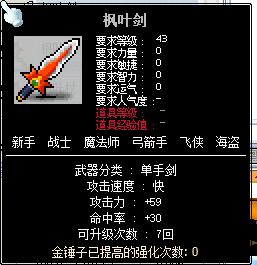 枫叶剑
要求等级 : 43
要求力量 : 0
要求敏捷 : 0
要求智力 : 0
要求运气 : 0
要求人气度 : -
道具等级 : -
道具经验值 : -
新手 战士 魔法师 弓箭手 飞侠 海盗
武器分类 : 单手剑
攻击速度 : 快
攻击力 : +59
命中率 : +30
可升级次数 : 7回
金锤子已提高的强化次数: 0